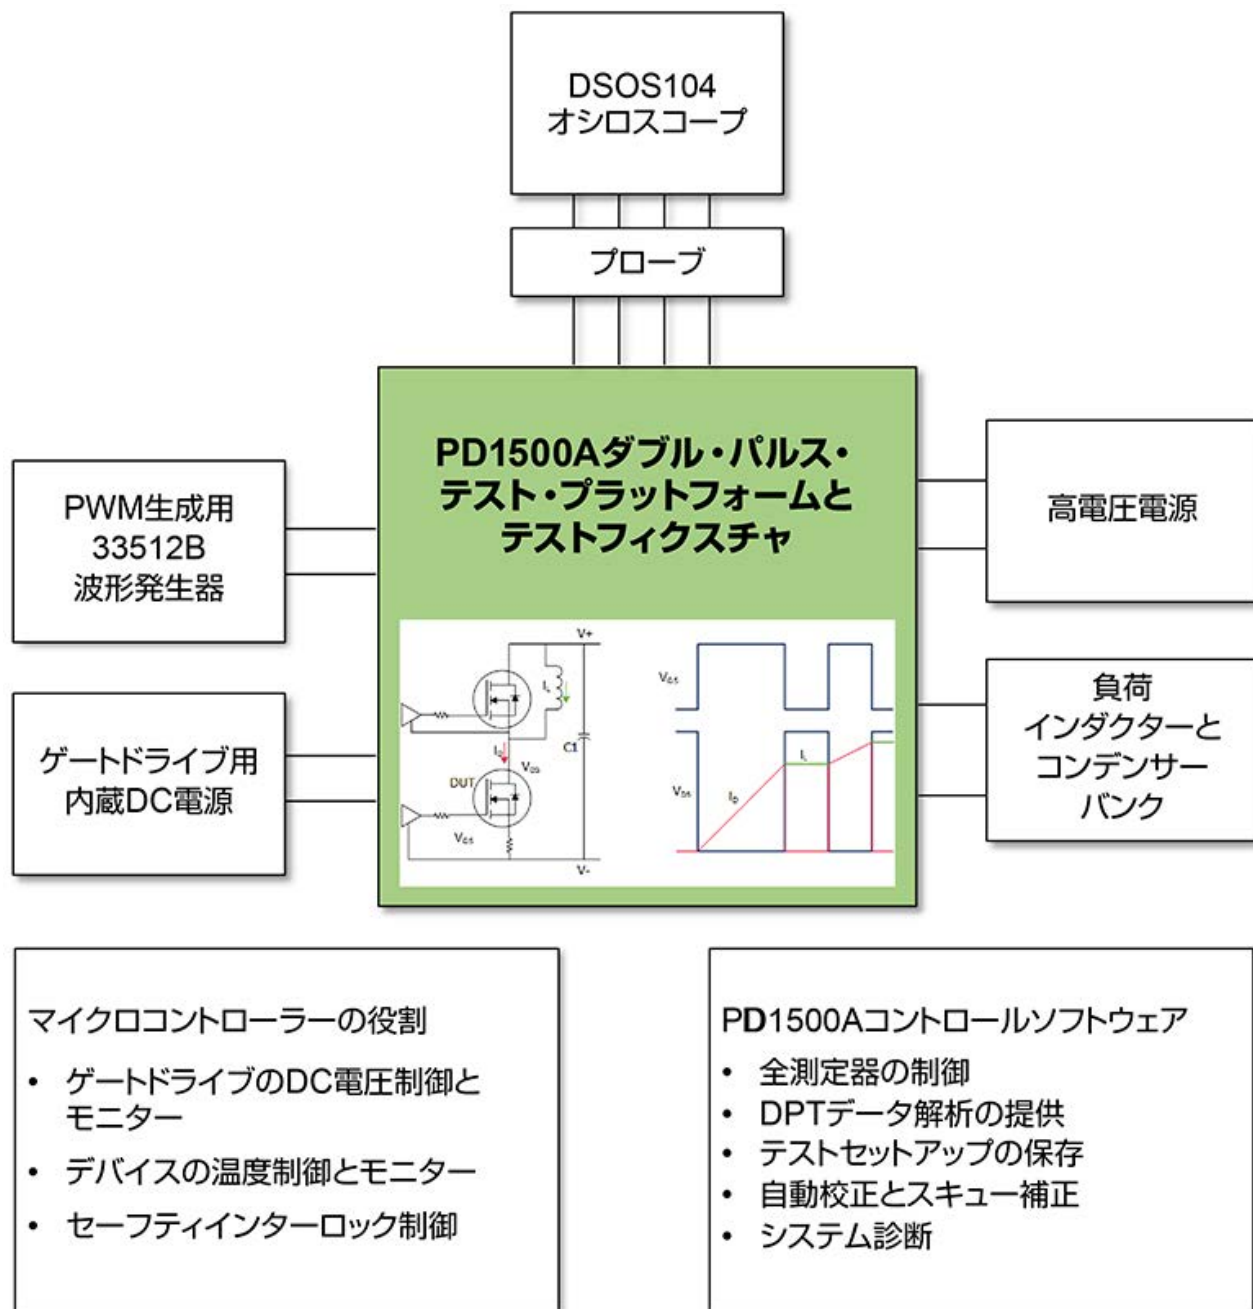 DSOS104
オシロスコープ
プローブ
PD1500Aダブル・パルス・
テスト・プラットフォームと
テストフィクスチャ
PWM生成用
33512B
波形発生器
高電圧電源
ゲートドライブ用
内蔵DC電源
負荷
インダクターと
コンデンサー
バンク
V+
IL
C1
ID
VDS
DUT
VGS
V-
VGS
IL
VDS
ID
マイクロコントローラーの役割
• ゲートドライブのDC電圧制御と
モニター
• デバイスの温度制御とモニター
• セーフティインターロック制御
PD1500Aコントロールソフトウェア
• 全測定器の制御
• DPTデータ解析の提供
• テストセットアップの保存
• 自動校正とスキュー補正
• システム診断